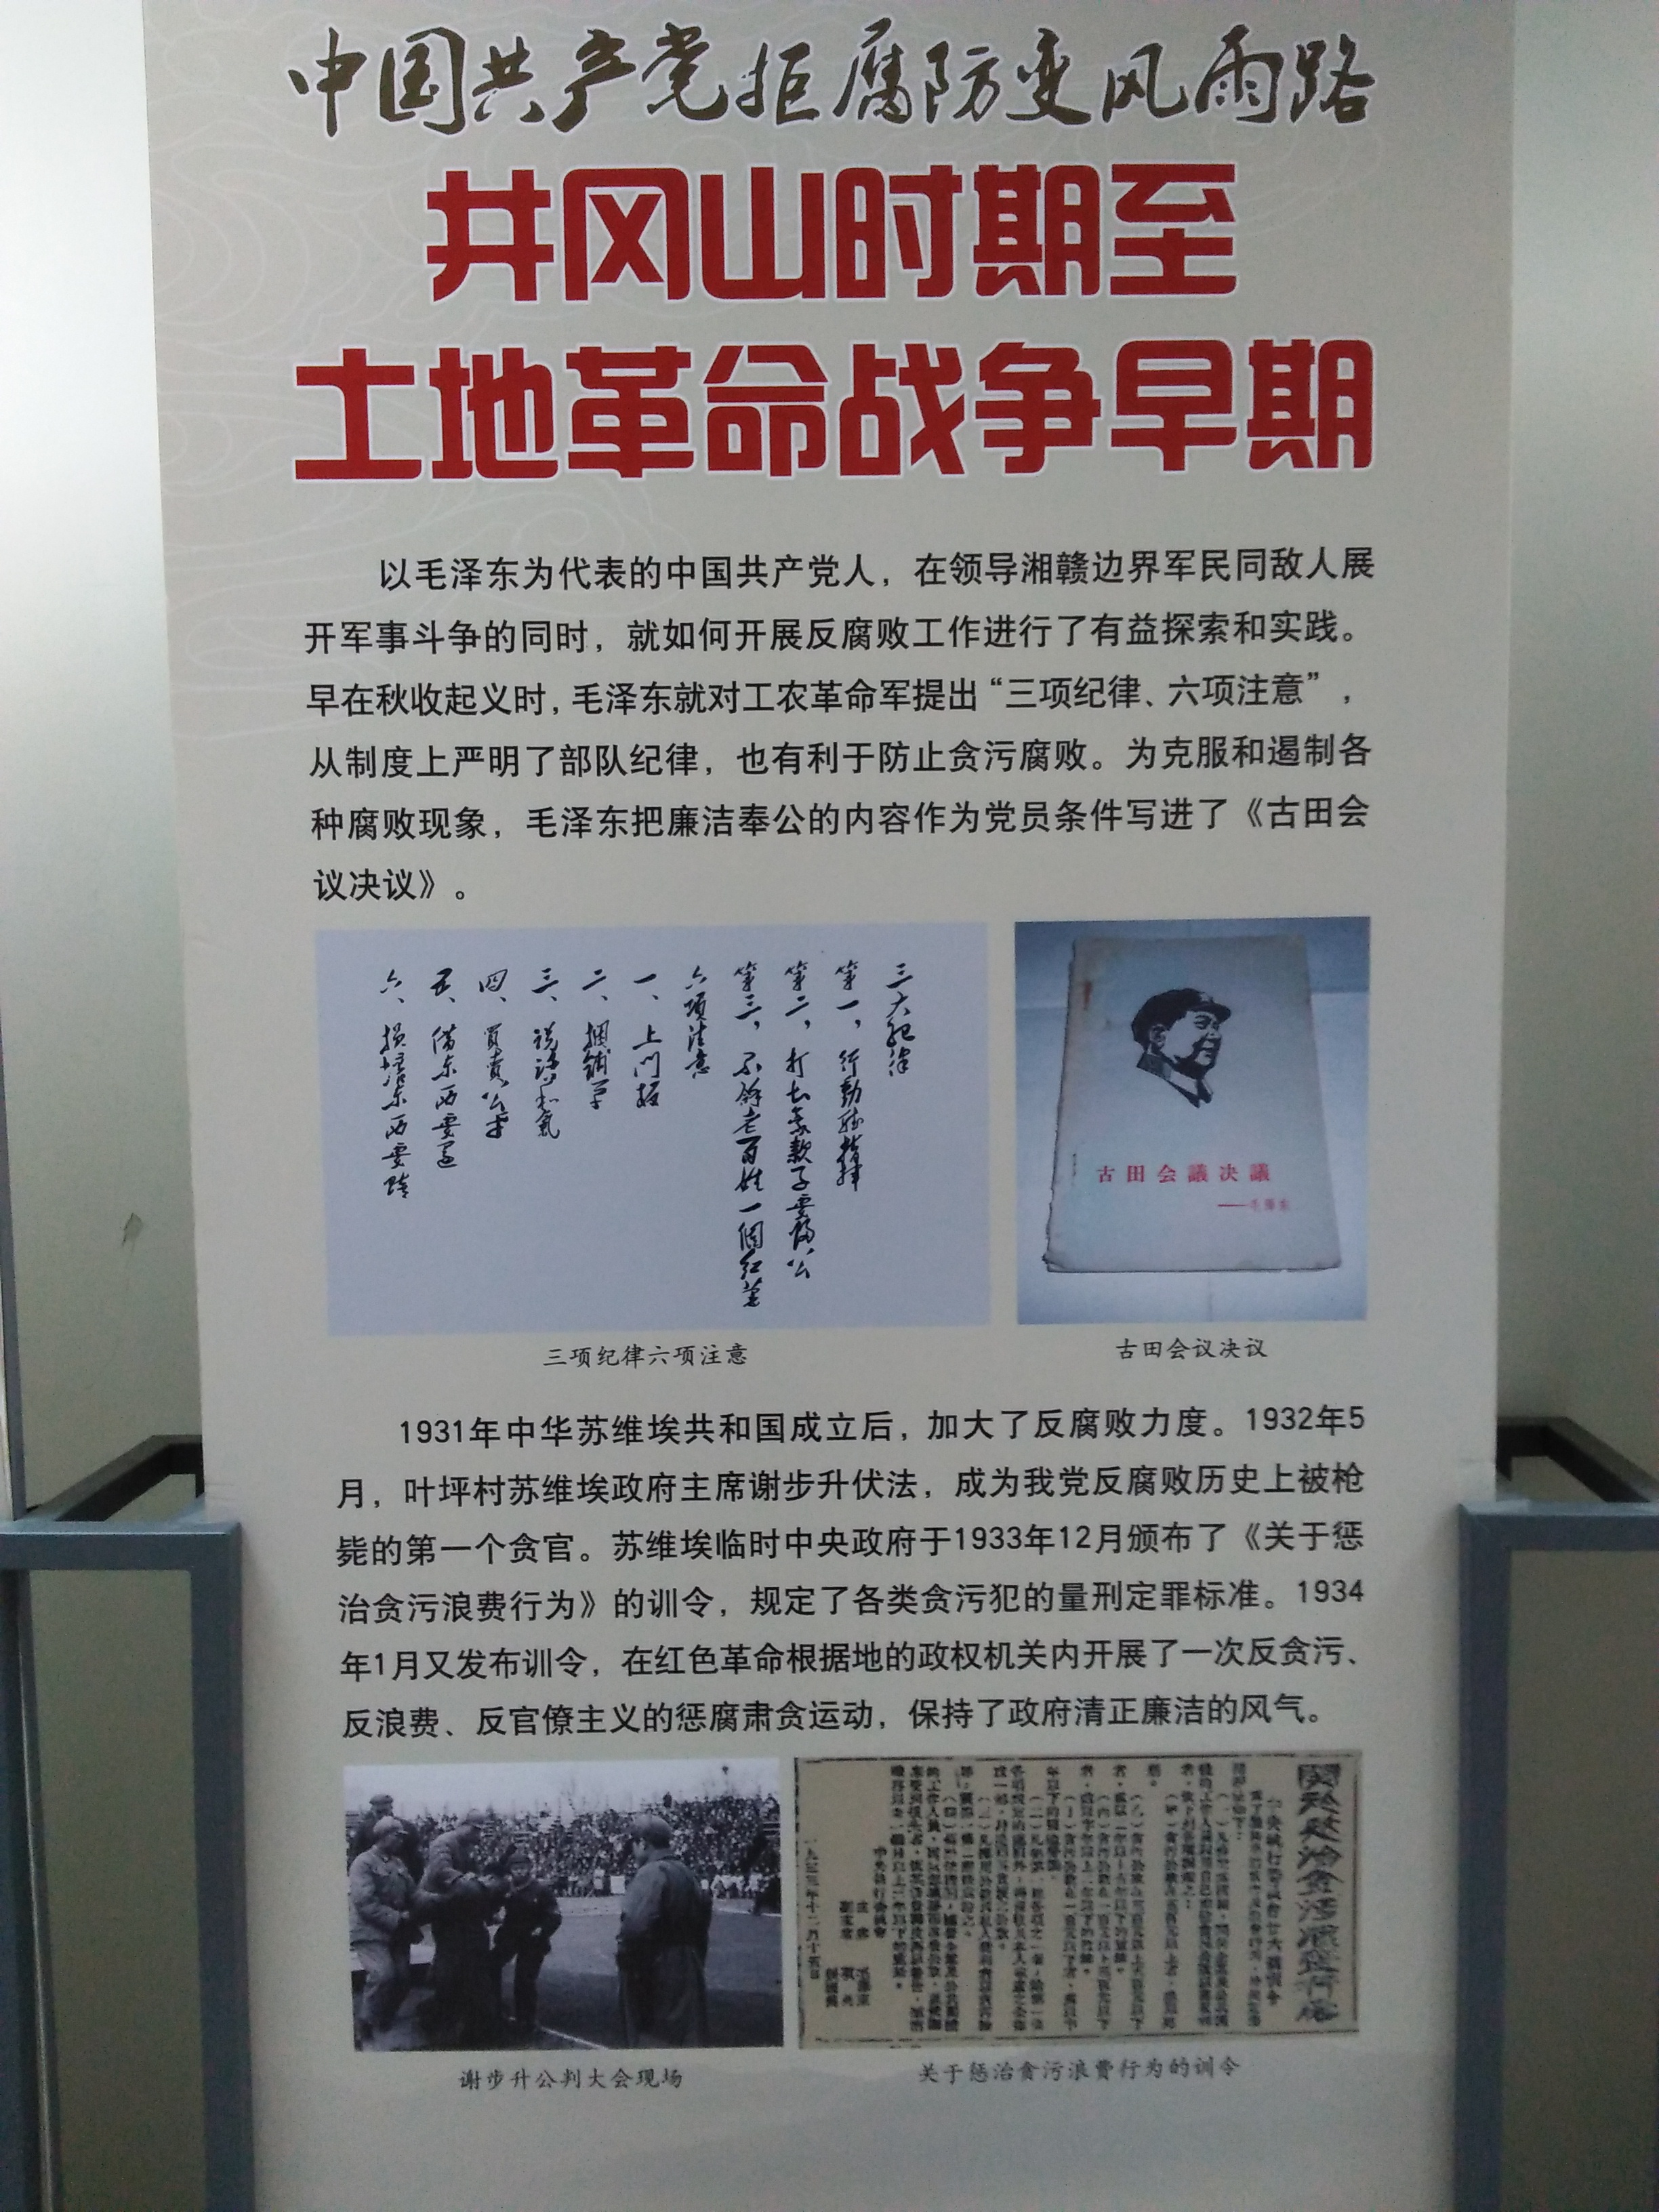 中国共产党拒腐防变风雨路
井冈山时期至
土地革命战争早期
以毛泽东为代表的中国共产党人，在领导湘赣边界军民同敌人展
开军事斗争的同时，就如何开展反腐败工作进行了有益探索和实践。
早在秋收起义时，毛泽东就对工农革命军提出“三项纪律、六项注意”，
从制度上严明了部队纪律，也有利于防止贪污腐败。为克服和遏制各
种腐败现象，毛泽东把廉洁奉公的内容作为党员条件写进了《古田会
议决议》。
三大纪律
第一，行动听指挥
第二，打土豪款子要归公
第三，不拿老百姓一個红薯
六項注意
一、上门板
二、捆铺草
三、说话和氣
四、買賣公平
五、借东西要还
六、损坏东西要赔
古田会議决議
——毛澤东
三项纪律六项注意
古田会议决议
1931年中华苏维埃共和国成立后，加大了反腐败力度。1932年5
月，叶坪村苏维埃政府主席谢步升伏法，成为我党反腐败历史上被枪
毙的第一个贪官。苏维埃临时中央政府于1933年12月颁布了《关于惩
治贪污浪费行为》的训令，规定了各类贪污犯的量刑定罪标准。1934
年1月又发布训令，在红色革命根据地的政权机关内开展了一次反贪污、
反浪费、反官僚主义的惩腐肃贪运动，保持了政府清正廉洁的风气。
谢步升公判大会现场
关于惩治贪污浪费行为的训令